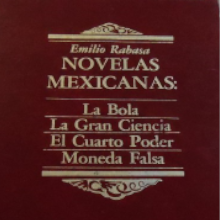 Emilio Rabasa
NOVELAS
MEXICANAS:
La Bola
La Gran Ciencia
El Cuarto Poder
Moneda Falsa